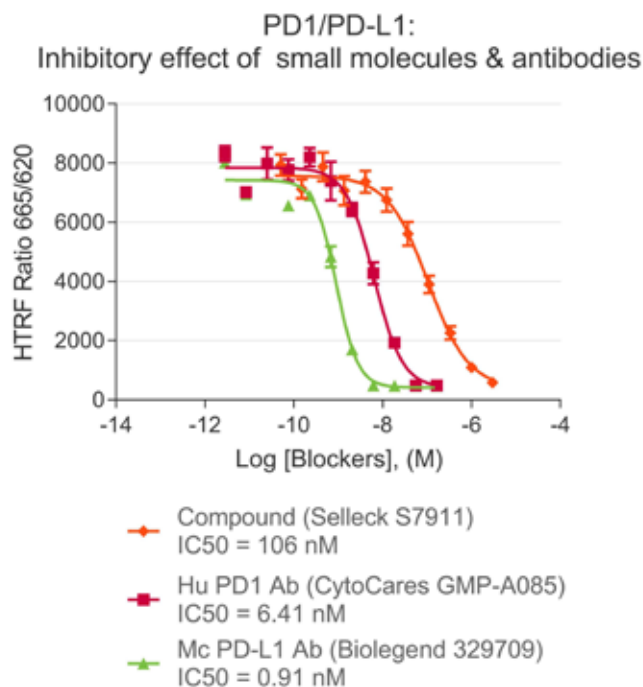 PD1/PD-L1:
Inhibitory effect of small molecules & antibodies
10000
8000
6000
4000
2000
0
HTRF Ratio 665/620
-14
-12
-10
-8
-6
-4
Log [Blockers], (M)
Compound (Selleck S7911)
IC50 = 106 nM
Hu PD1 Ab (CytoCares GMP-A085)
IC50 = 6.41 nM
Mc PD-L1 Ab (Biolegend 329709)
IC50 = 0.91 nM